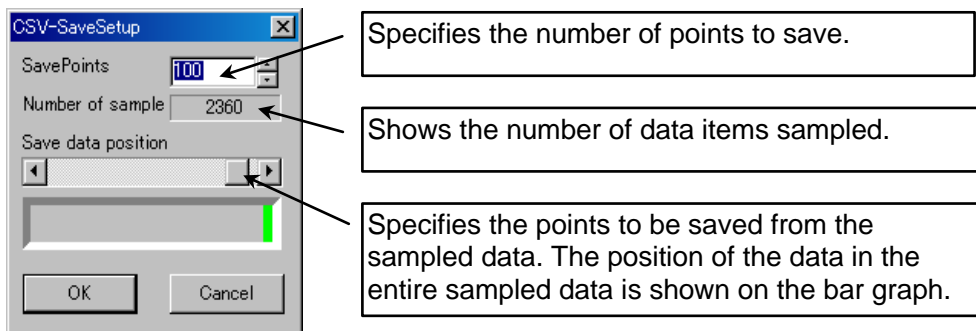 CSV-SaveSetup
SavePoints 100
Number of sample 2360
Save data position
OK Cancel
Specifies the number of points to save.
Shows the number of data items sampled.
Specifies the points to be saved from the
sampled data. The position of the data in the
entire sampled data is shown on the bar graph.